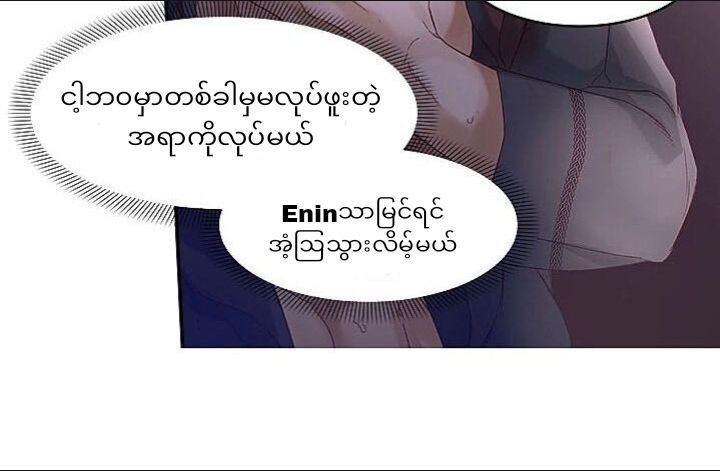 ငါ့ဘဝမှာတစ်ခါမှမလုပ်ဖူးတဲ့
အရာကိုလုပ်မယ်
Eninသာမြင်ရင်
အံ့ဩသွားလိမ့်မယ်